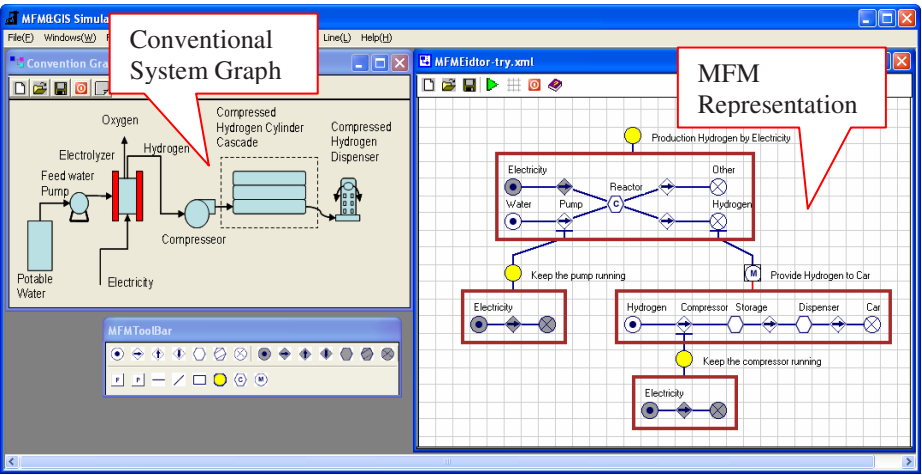 MFM&GIS Simula
File(F) Windows(W)
Line(L) Help(H)
Conventional
System Graph
Convention Gra
MFMEidtor-try.xml
MFM
Representation
Oxygen
Electrolyzer
Hydrogen
Compressed
Hydrogen Cylinder
Cascade
Compressed
Hydrogen
Dispenser
Feed water
Pump
Compresseor
Potable
Water
Electricity
MFMToolBar
F P C M
Production Hydrogen by Electricity
Electricity
Other
Reactor
C
Water
Pump
Hydrogen
Keep the pump running
M
Provide Hydrogen to Car
Electricity
Hydrogen Compressor Storage Dispenser Car
Keep the compressor running
Electricity